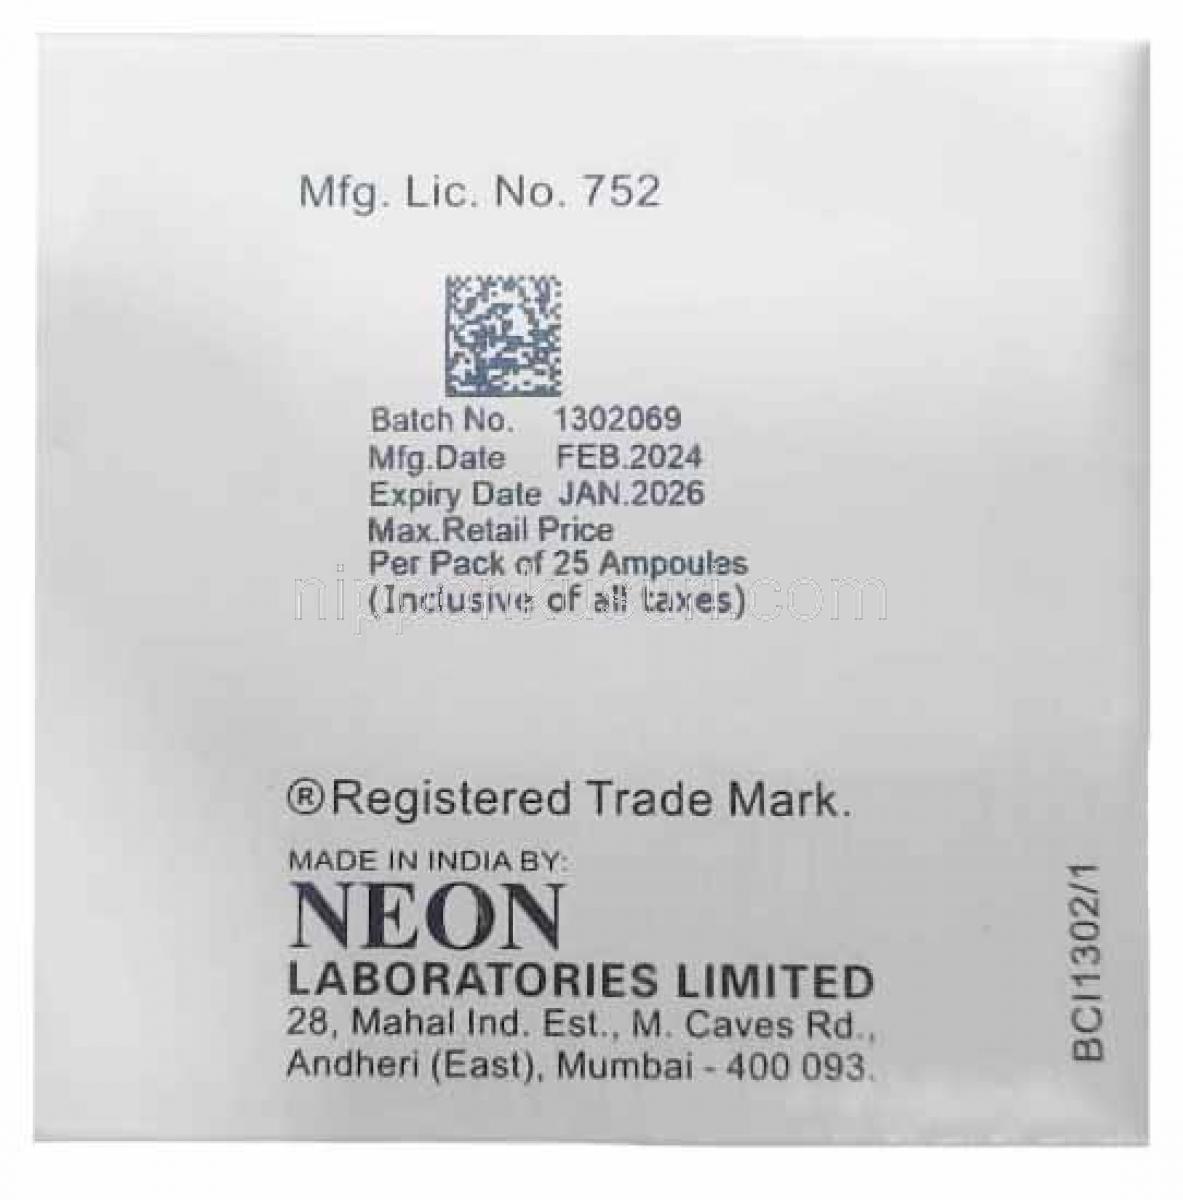 Mfg. Lic. No. 752
Batch No. 1302069
Mfg.Date FEB.2024
Expiry Date JAN.2026
Max.Retail Price
Per Pack of 25 Ampoules
(Inclusive of all taxes)
nipponkusuri.com
®Registered Trade Mark.
MADE IN INDIA BY:
NEON
LABORATORIES LIMITED
28, Mahal Ind. Est., M. Caves Rd.,
Andheri (East), Mumbai - 400 093.
BCI1302/1